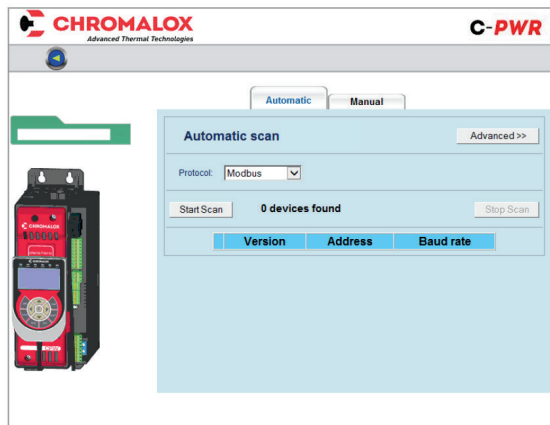 CHROMALOX
Advanced Thermal Technologies
C-PWR
Automatic
Manual
Automatic scan
Advanced >>
Protocol:
Modbus
Start Scan
0 devices found
Stop Scan
Version
Address
Baud rate
CHROMALOX